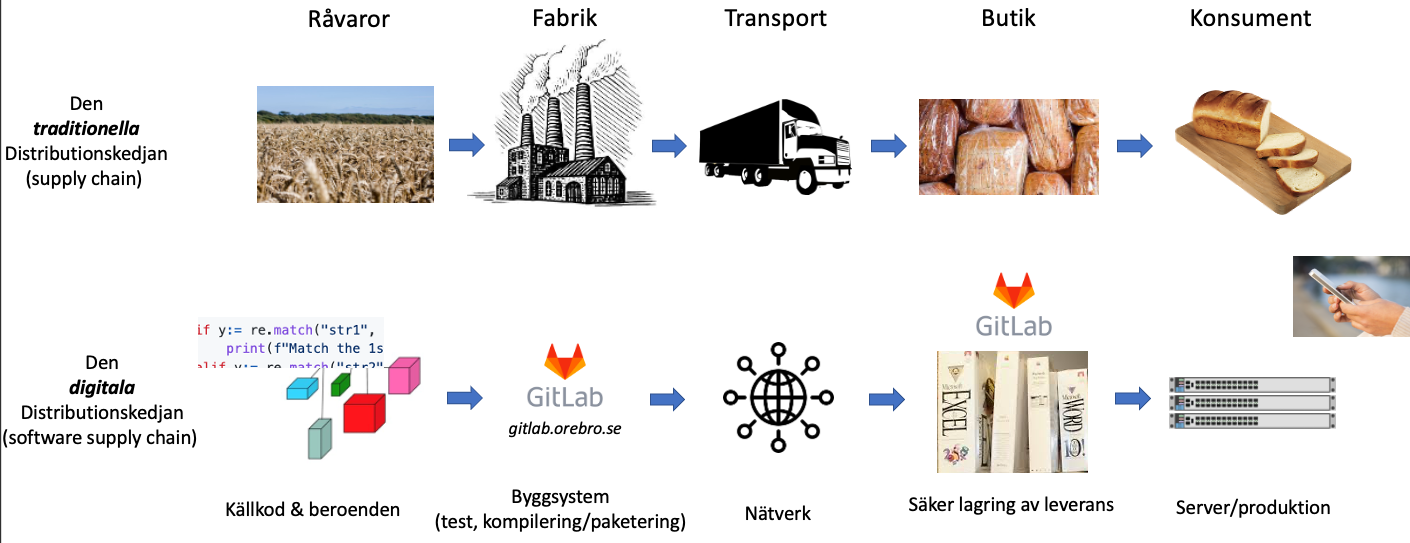 Råvaror
Fabrik
Transport
Butik
Konsument
Den
traditionella
Distributionskedjan
(supply chain)
Den
digitala
Distributionskedjan
(software supply chain)
if y:= re.match("str1",
print(f"Match the 1s
elif y:= re.match("str2"
Källkod & beroenden
GitLab
gitlab.orebro.se
Byggsystem
(test, kompilering/paketering)
Nätverk
GitLab
Microsoft
EXCEL
Microsoft
WORD
Säker lagring av leverans
Server/produktion